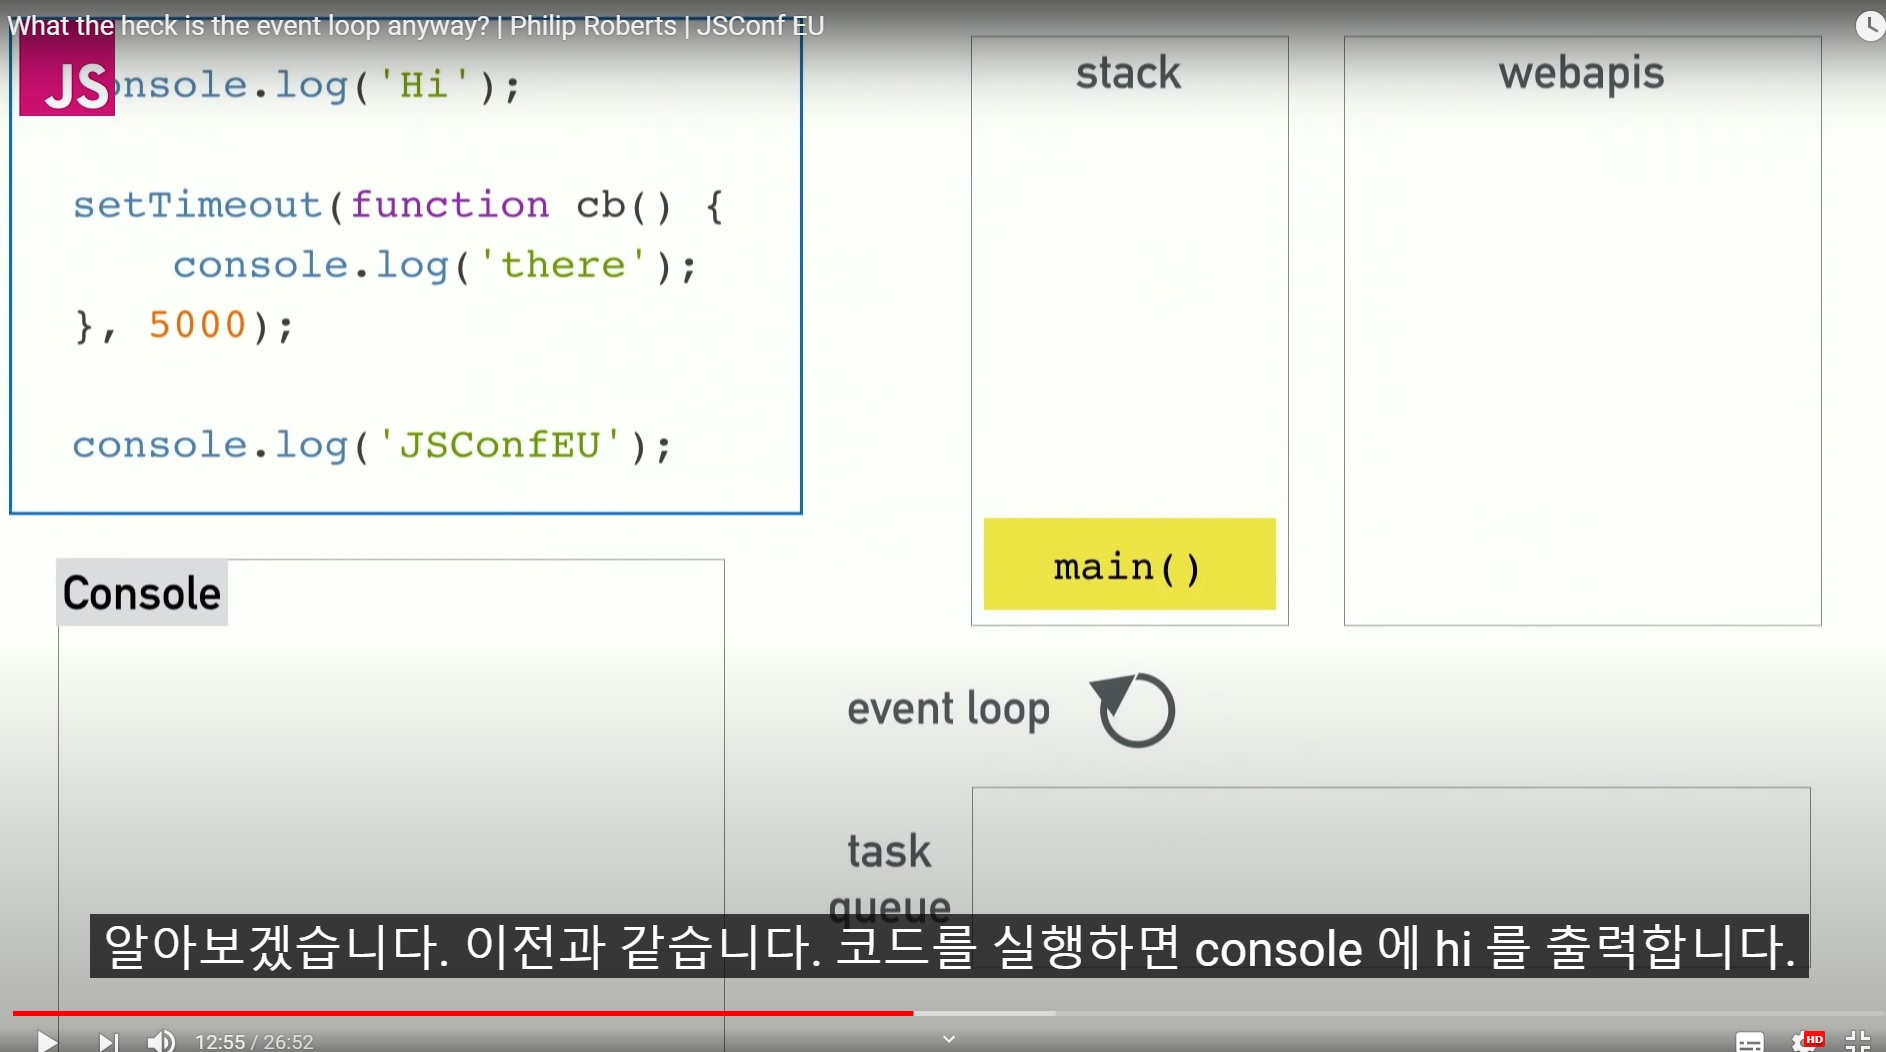 What the heck is the event loop anyway? | Philip Roberts | JSConf EU
JS
onsole.log('Hi');
setTimeout(function cb() {
console.log('there');
}, 5000);
console.log('JSConfEU');
stack
webapis
main()
Console
event loop
task
queue
알아보겠습니다. 이전과 같습니다. 코드를 실행하면 console 에 hi 를 출력합니다.
12:55 / 26:52
HD